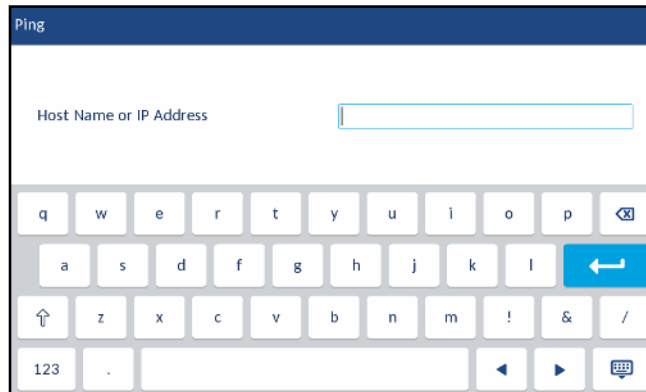 Ping
Host Name or IP Address
q w e r t y u i o p
a s d f g h j k l
z x c v b n m ! & /
123 .